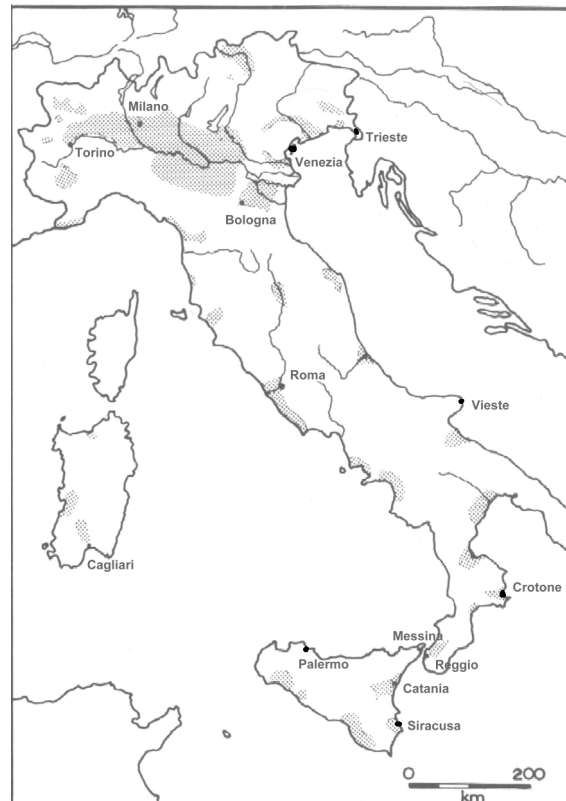 Milano
Trieste
Torino
Venezia
Bologna
Roma
Vieste
Cagliari
Crotone
Messina
Palermo
Reggio
Catania
Siracusa
0 200
km